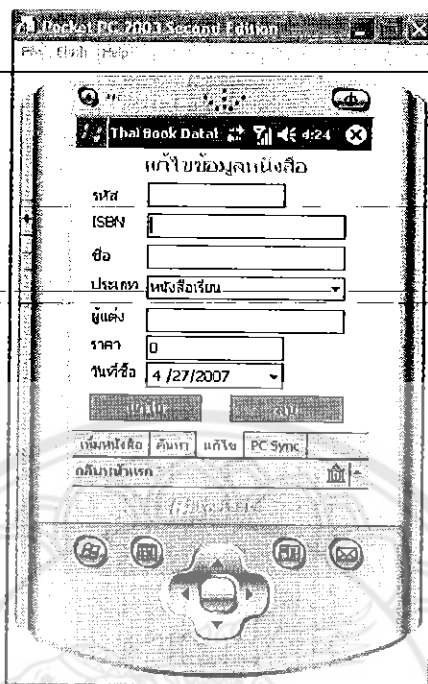 Pocket PC 2003 Second Edition
File Flash Help
Thai Book Datab 4:24
แก้ไขข้อมูลหนังสือ
รหัส
ISBN
ชื่อ
ประเภท หนังสือเรียน
ผู้แต่ง
ราคา 0
วันที่ซื้อ 4 /27/2007
เพิ่มหนังสือ ค้นหา แก้ไข PC Sync
กลับหน้าแรก